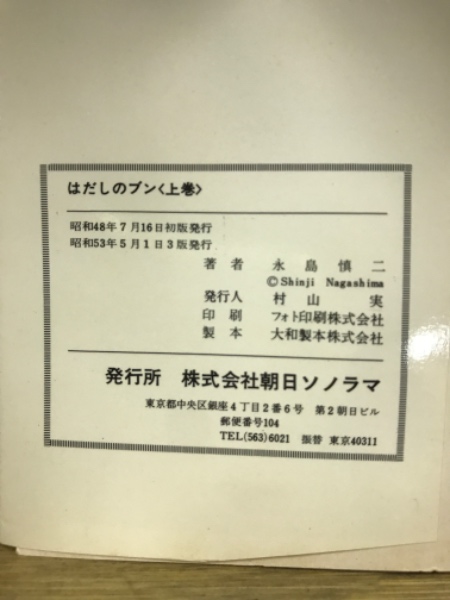 はだしのブン〈上巻〉
昭和48年7月16日初版発行
昭和53年5月1日3版発行
著者 永島慎二
©Shinji Nagashima
発行人 村山実
印刷 フォト印刷株式会社
製本 大和製本株式会社
発行所 株式会社朝日ソノラマ
東京都中央区銀座4丁目2番6号 第2朝日ビル
郵便番号104
TEL(563)6021 振替 東京40311